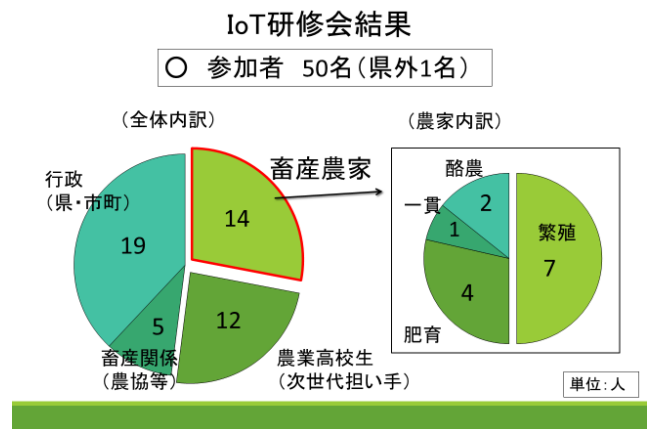 IoT研修会結果
○ 参加者 50名(県外1名)
(全体内訳)
(農家内訳)
畜産農家
行政
(県・市町)
19
14
12
5
畜産関係
(農協等)
農業高校生
(次世代担い手)
酪農
2
一貫
1
繁殖
7
4
肥育
単位:人